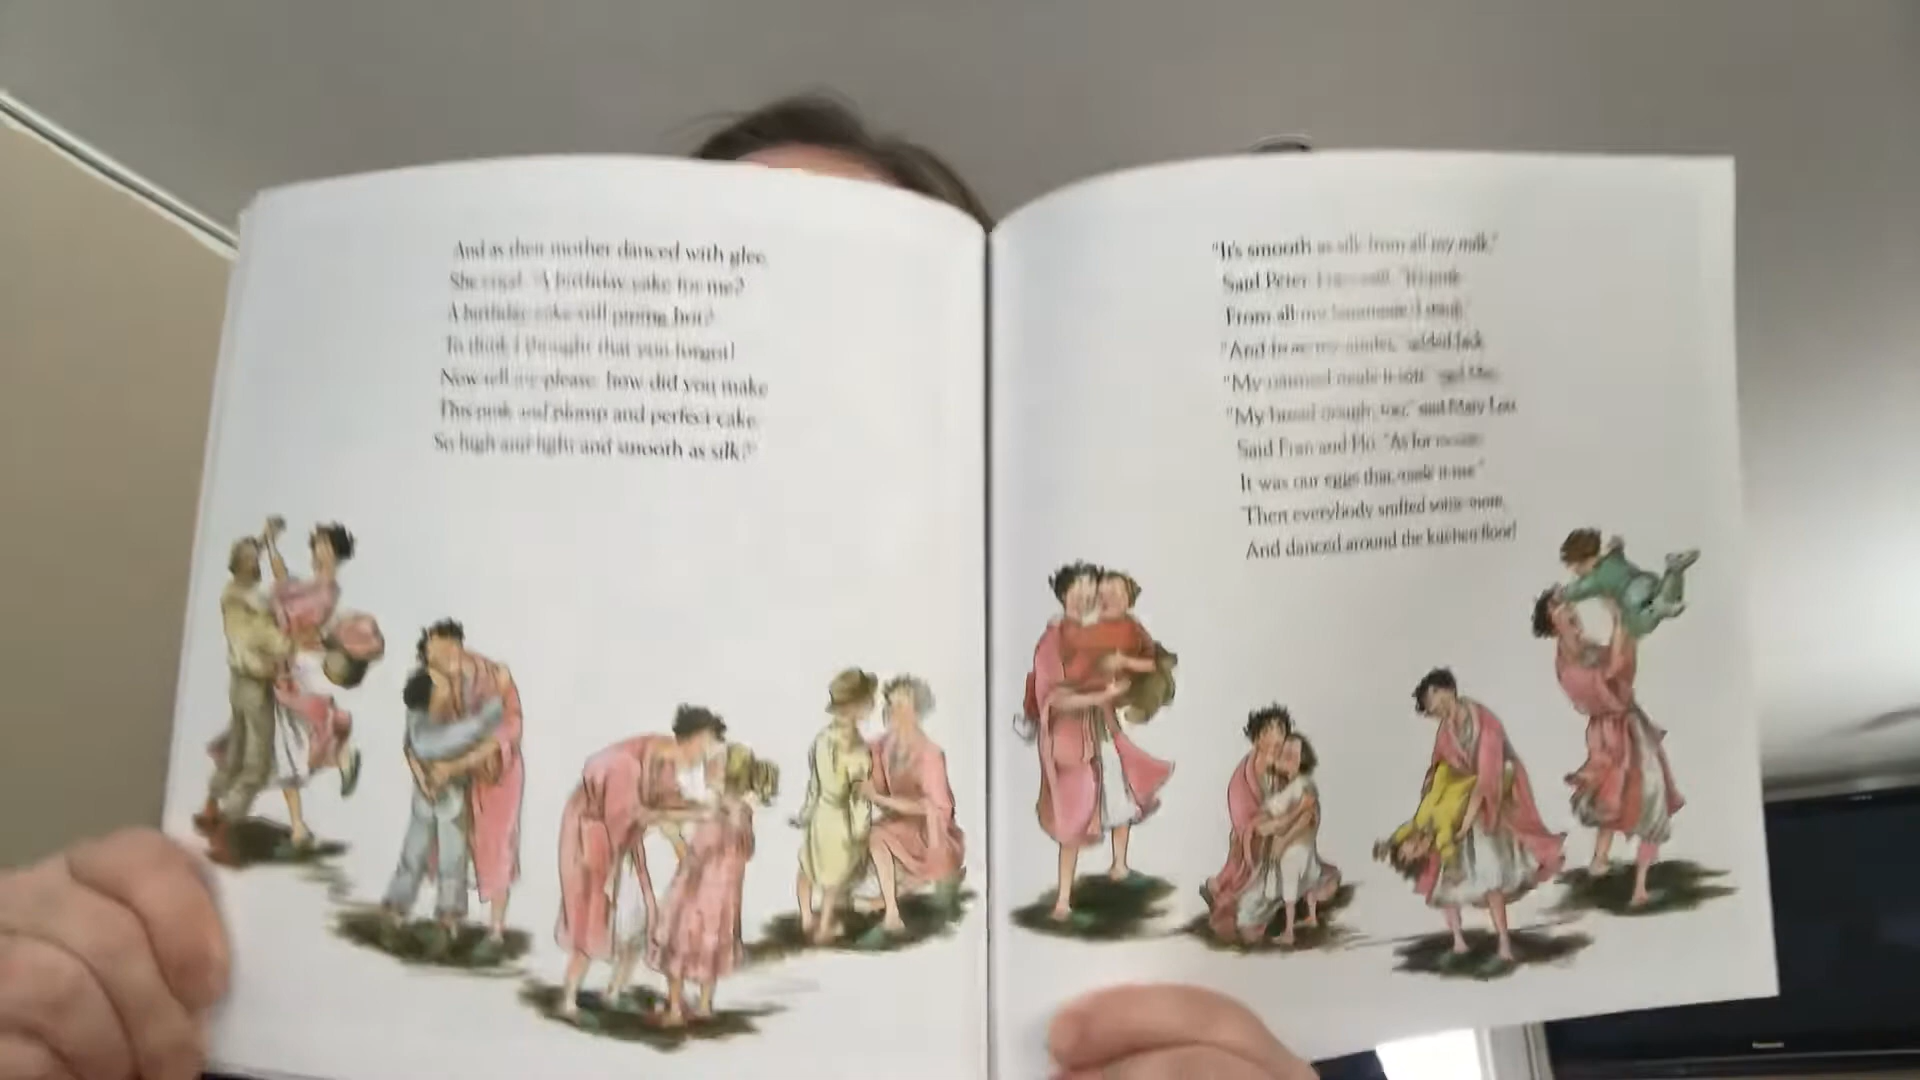 And as their mother danced with glee,
She cried, "A birthday cake for me?
A birthday cake still piping hot?
To think I thought that you forgot!
Now tell me please, how did you make
This pink and plump and perfect cake,
So high and light and smooth as silk?"
"It's smooth as silk from all my milk,"
Said Peter.
From all my
"And
"My
"My bread dough, too," said Mary Lou.
Said Fran and Flo, "As for
It was our eggs that made it
Then everybody sniffed some more,
And danced around the kitchen floor!